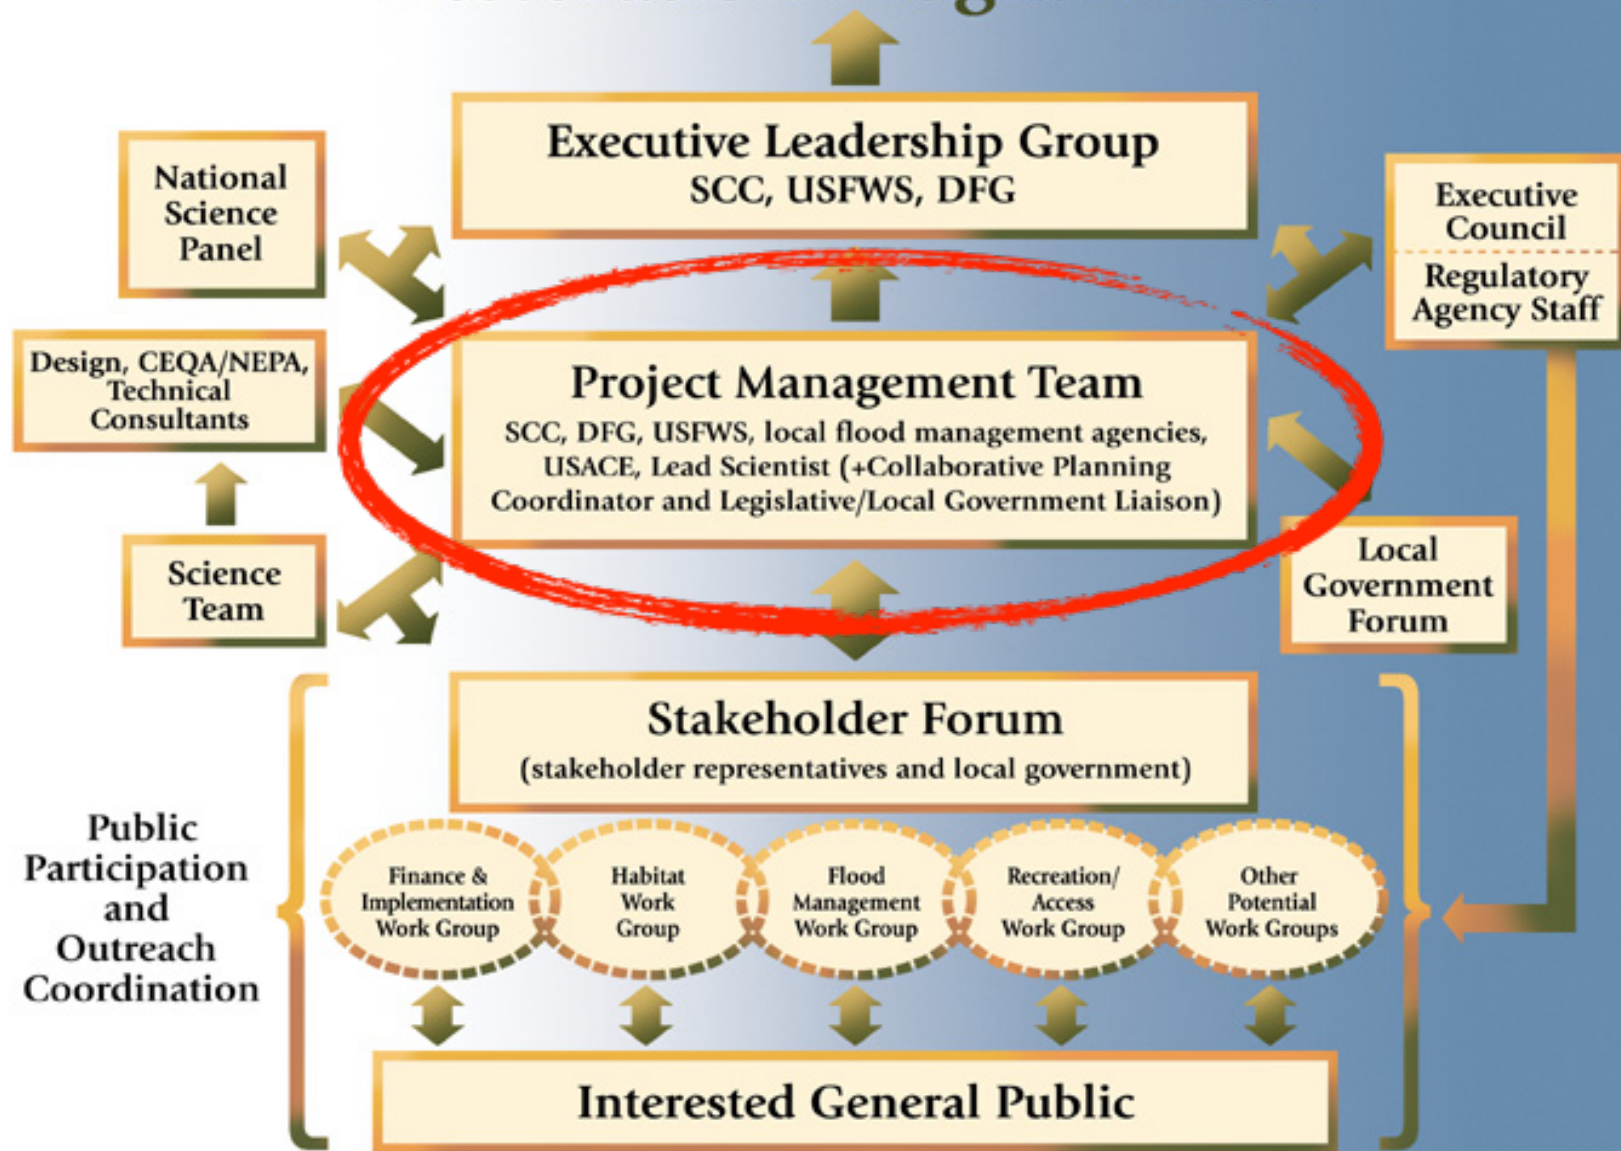 Executive Leadership Group
SCC, USFWS, DFG
National
Science
Panel
Executive
Council
Regulatory
Agency Staff
Design, CEQA/NEPA,
Technical
Consultants
Project Management Team
SCC, DFG, USFWS, local flood management agencies,
USACE, Lead Scientist (+Collaborative Planning
Coordinator and Legislative/Local Government Liaison)
Science
Team
Local
Government
Forum
Stakeholder Forum
(stakeholder representatives and local government)
Public
Participation
and
Outreach
Coordination
Finance &
Implementation
Work Group
Habitat
Work
Group
Flood
Management
Work Group
Recreation/
Access
Work Group
Other
Potential
Work Groups
Interested General Public